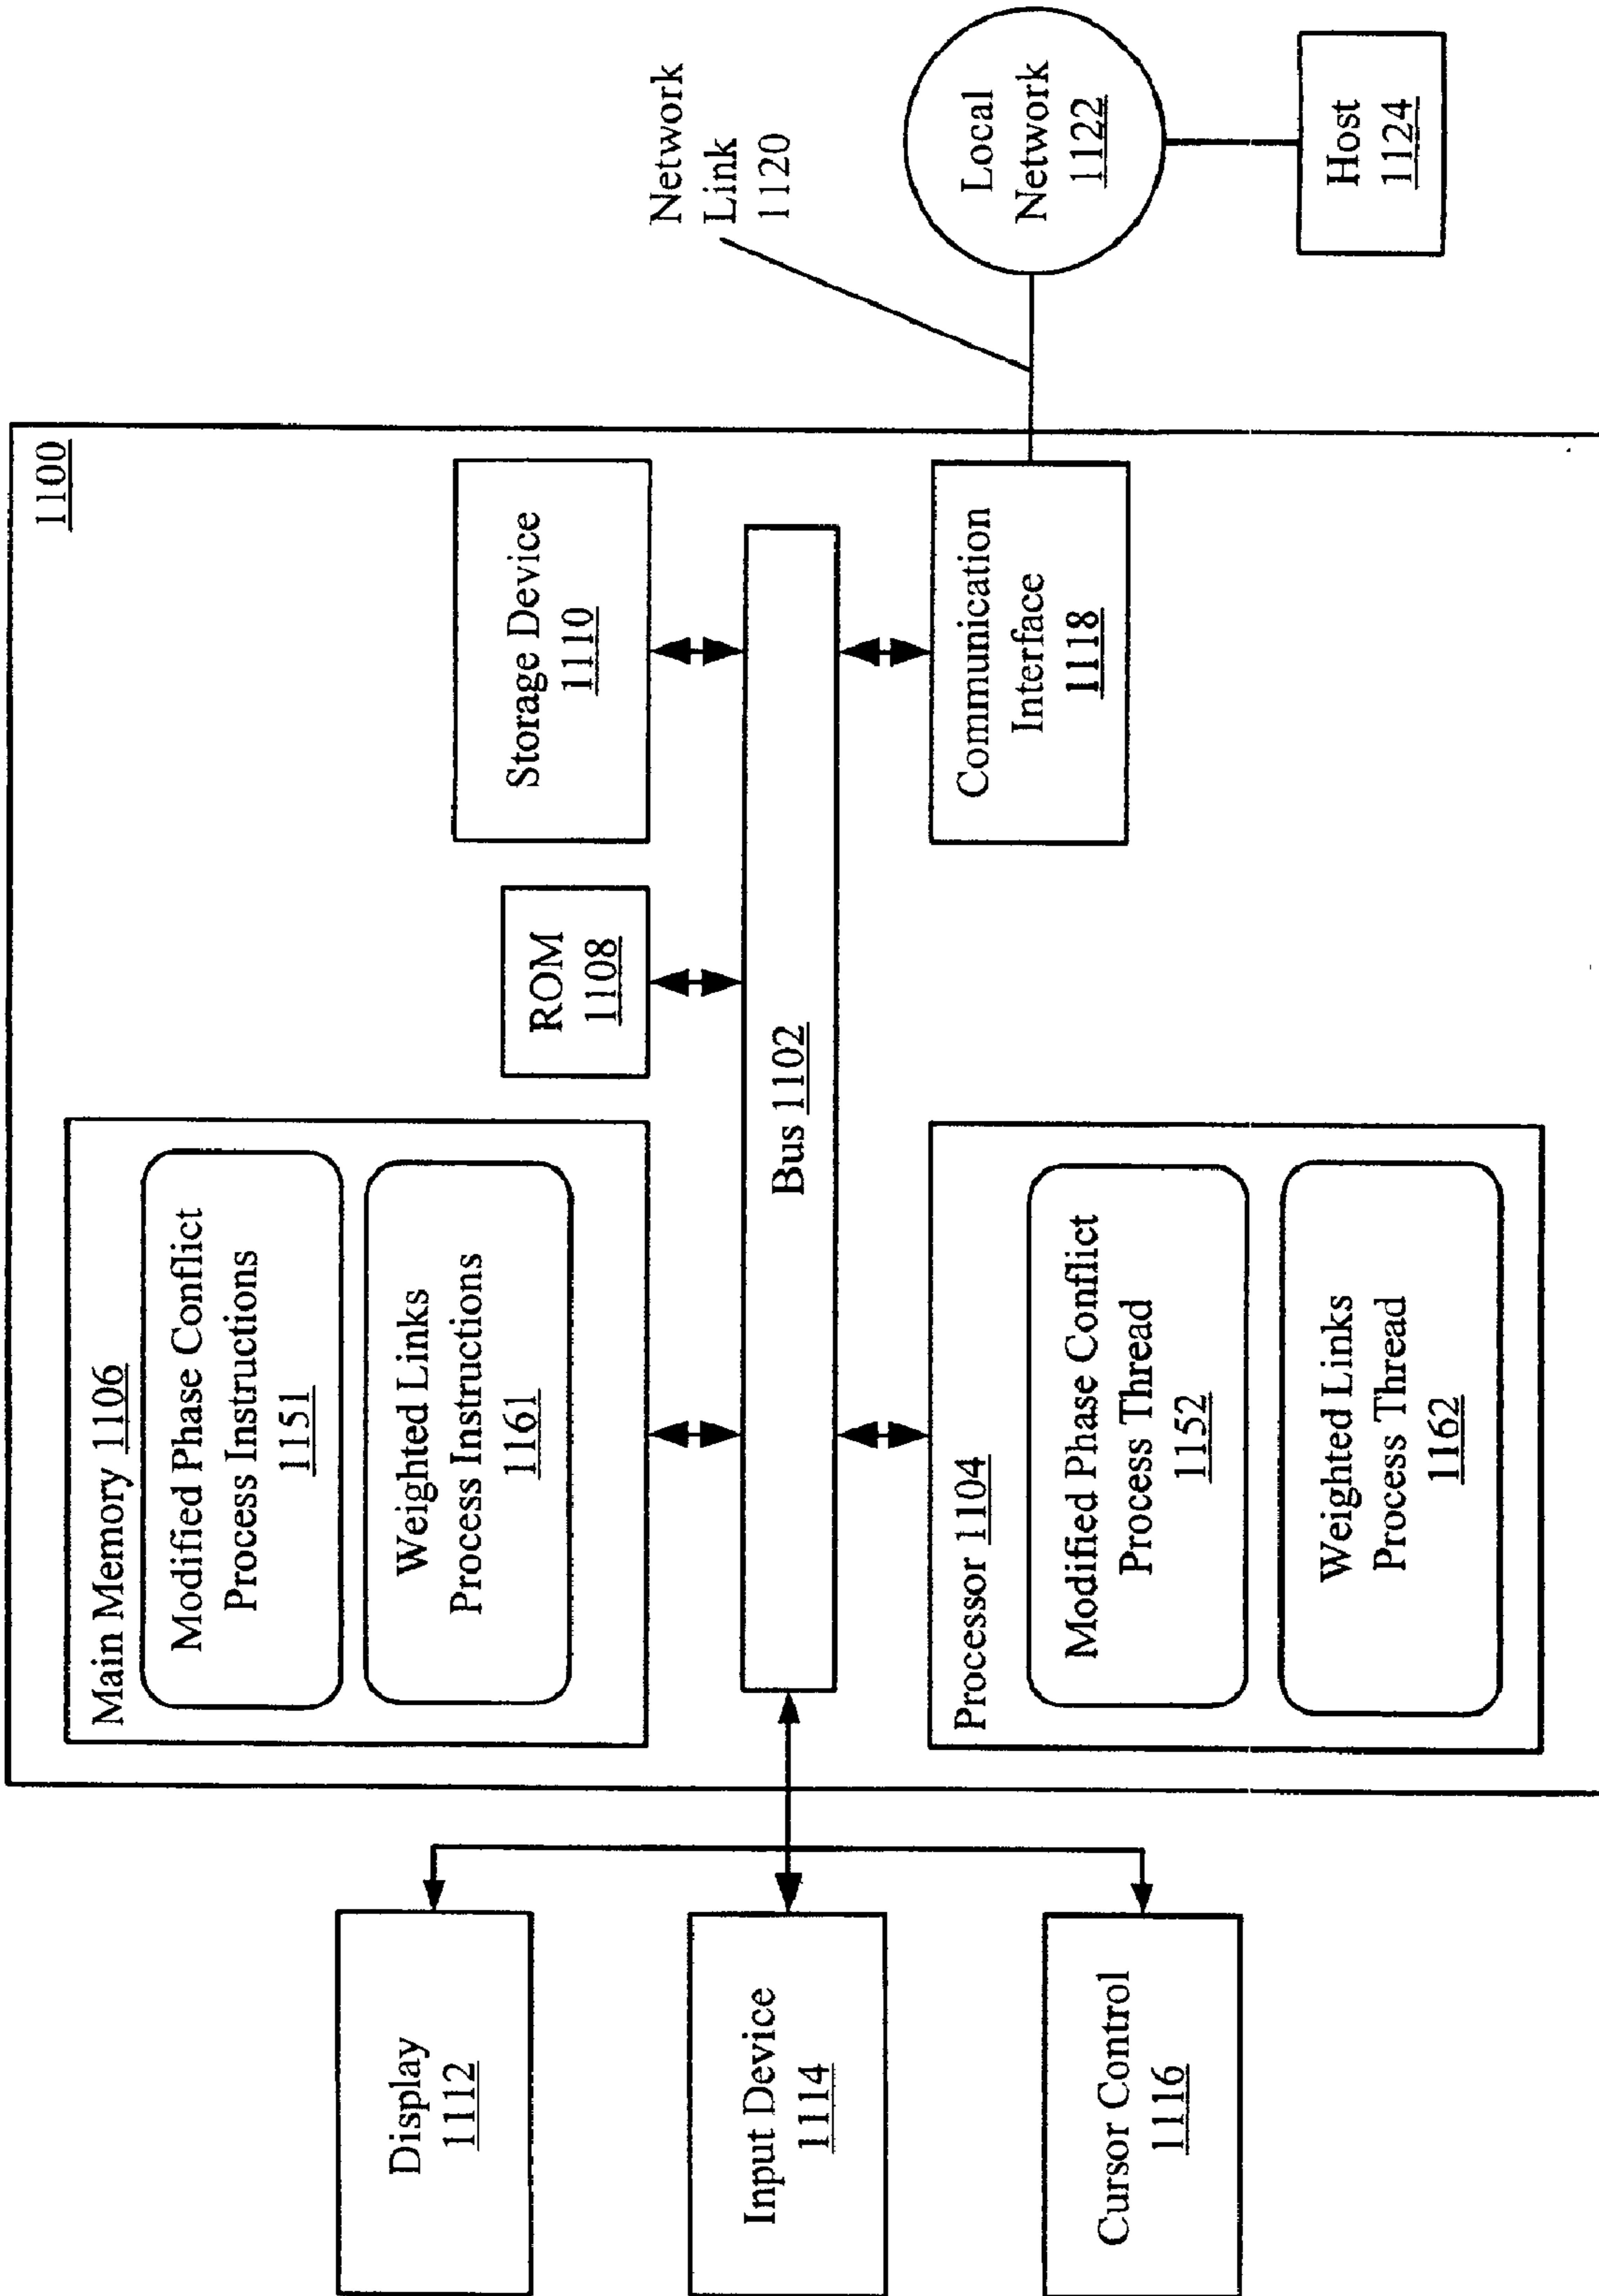 1100
Display
1112
Input Device
1114
Cursor Control
1116
Main Memory 1106
Modified Phase Conflict
Process Instructions
1151
Weighted Links
Process Instructions
1161
ROM
1108
Storage Device
1110
Bus 1102
Processor 1104
Modified Phase Conflict
Process Thread
1152
Weighted Links
Process Thread
1162
Communication
Interface
1118
Network
Link
1120
Local
Network
1122
Host
1124